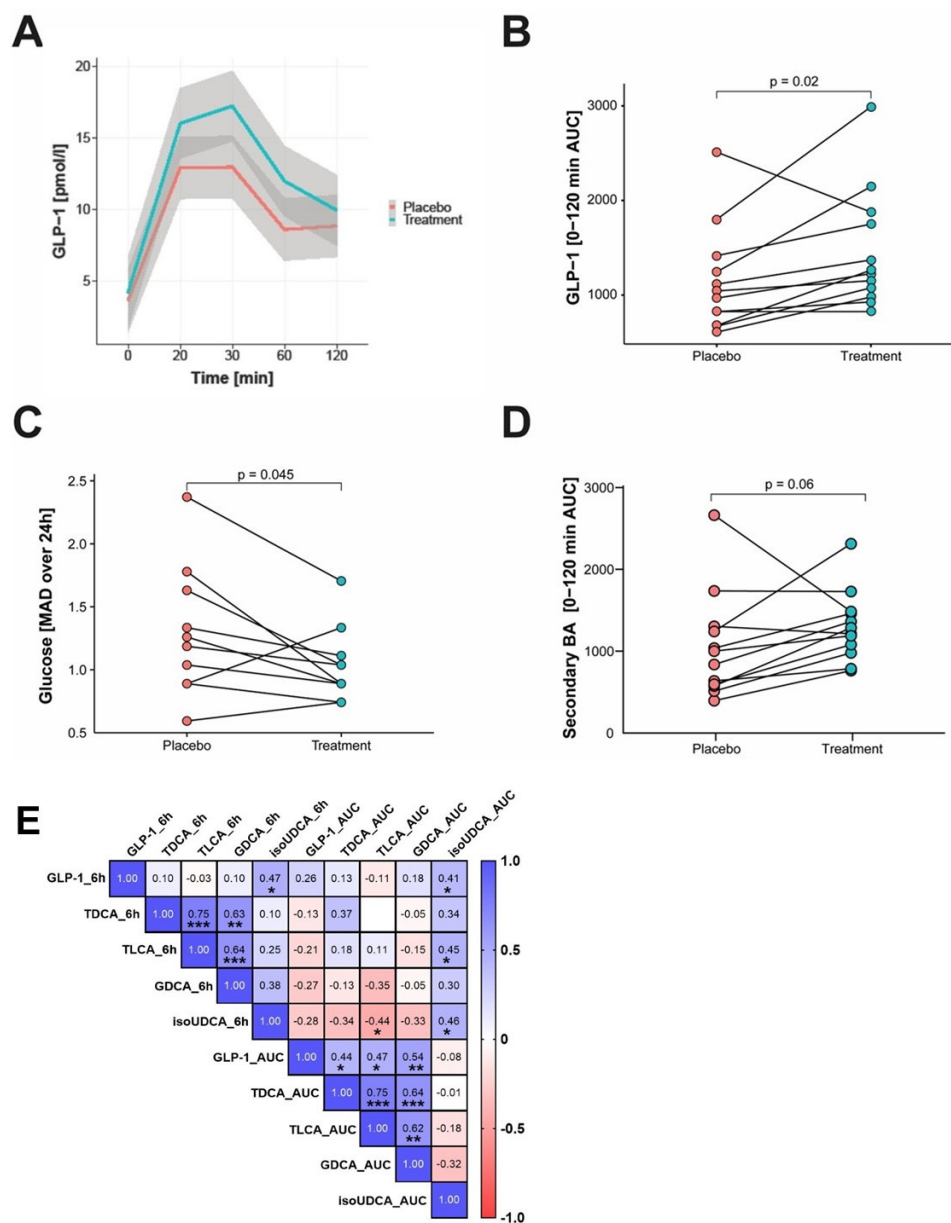 A
20
15
10
5
GLP-1 [pmol/l]
0
20
30
60
120
Time [min]
Placebo
Treatment
B
p = 0.02
3000
2000
1000
GLP-1 [0-120 min AUC]
Placebo
Treatment
C
p = 0.045
2.5
2.0
1.5
1.0
0.5
Glucose [MAD over 24h]
Placebo
Treatment
D
p = 0.06
3000
2000
1000
0
Secondary BA [0-120 min AUC]
Placebo
Treatment
E
GLP-1_6h
TDCA_6h
TLCA_6h
GDCA_6h
isoUDCA_6h
GLP-1_AUC
TDCA_AUC
TLCA_AUC
GDCA_AUC
isoUDCA_AUC
GLP-1_6h 1.00 0.10 -0.03 0.10 0.47 * 0.26 0.13 -0.11 0.18 0.41 *
TDCA_6h 1.00 0.75 *** 0.63 ** 0.10 -0.13 0.37 -0.05 0.34
TLCA_6h 1.00 0.64 *** 0.25 -0.21 0.18 0.11 -0.15 0.45 *
GDCA_6h 1.00 0.38 -0.27 -0.13 -0.35 -0.05 0.30
isoUDCA_6h 1.00 -0.28 -0.34 -0.44 * -0.33 0.46 *
GLP-1_AUC 1.00 0.44 * 0.47 * 0.54 ** -0.08
TDCA_AUC 1.00 0.75 *** 0.64 *** -0.01
TLCA_AUC 1.00 0.62 ** -0.18
GDCA_AUC 1.00 -0.32
isoUDCA_AUC 1.00
1.0
0.5
0
-0.5
-1.0